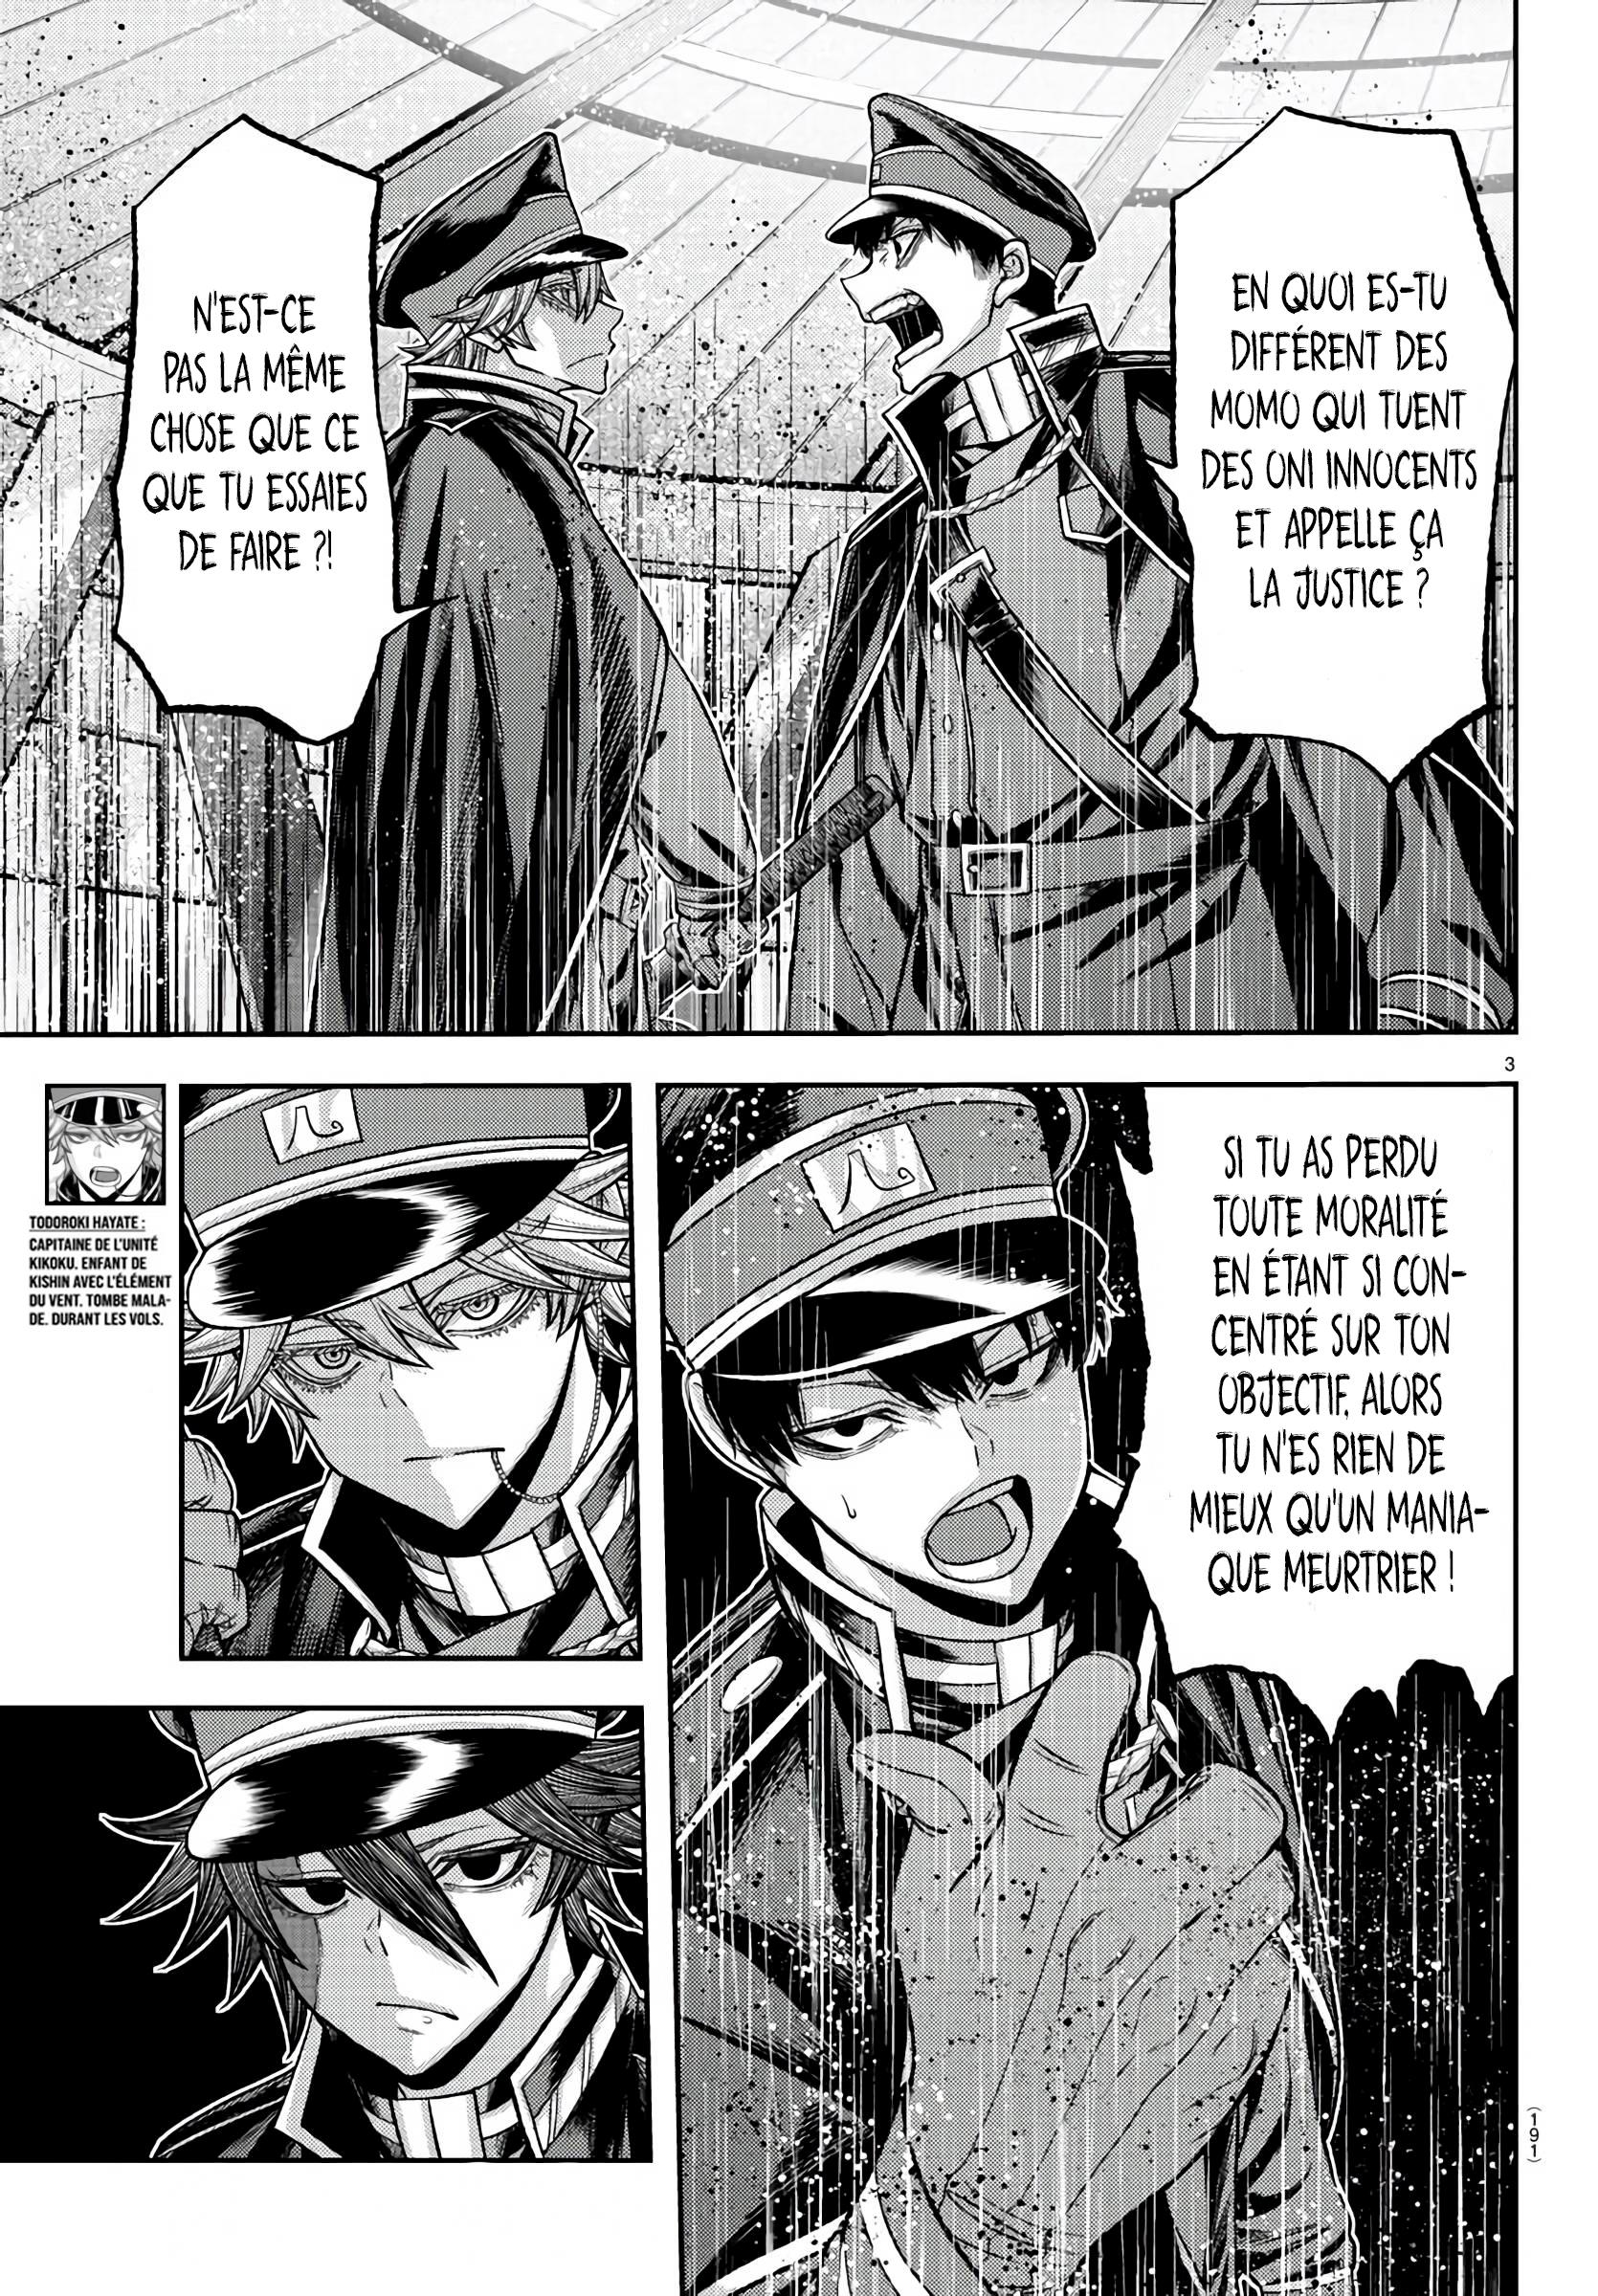 EN QUOI ES-TU
DIFFÉRENT DES
MOMO QUI TUENT
DES ONI INNOCENTS
ET APPELLE ÇA
LA JUSTICE ?
N'EST-CE
PAS LA MÊME
CHOSE QUE CE
QUE TU ESSAIES
DE FAIRE ?!
3
SI TU AS PERDU
TOUTE MORALITÉ
EN ÉTANT SI CON-
CENTRÉ SUR TON
OBJECTIF, ALORS
TU N'ES RIEN DE
MIEUX QU'UN MANIA-
QUE MEURTRIER !
八
八
TODOROKI HAYATE :
CAPITAINE DE L'UNITÉ
KIKOKU. ENFANT DE
KISHIN AVEC L'ÉLÉMENT
DU VENT. TOMBE MALA-
DE. DURANT LES VOLS.
(191)